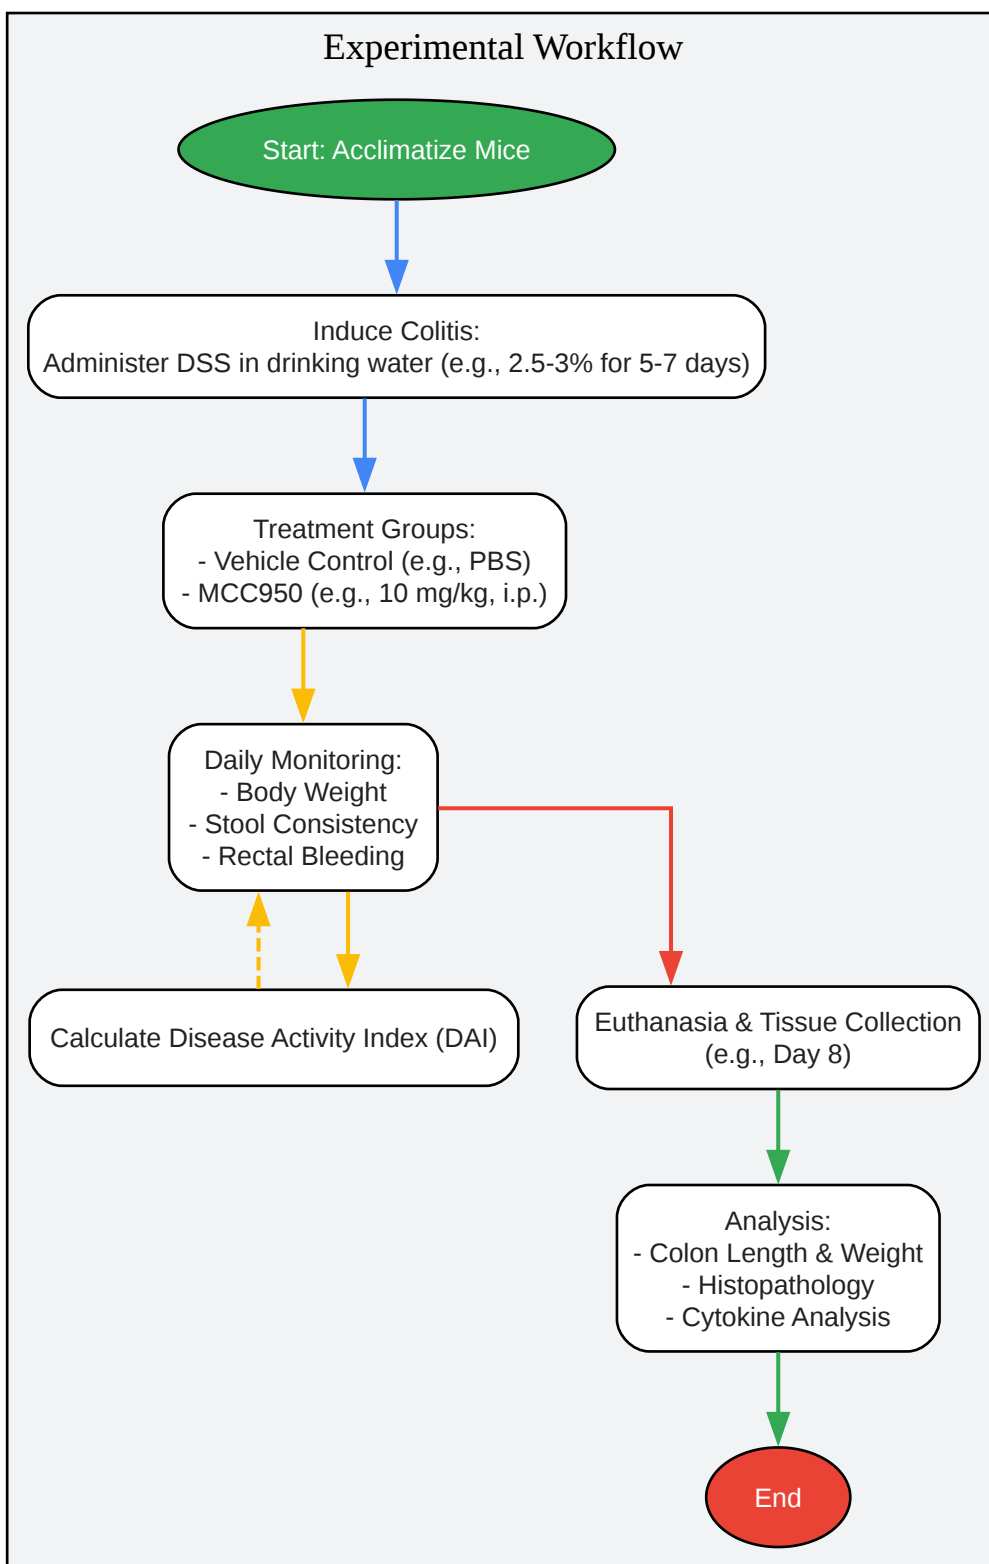 Experimental Workflow
Start: Acclimatize Mice
Induce Colitis:
Administer DSS in drinking water (e.g., 2.5-3% for 5-7 days)
Treatment Groups:
- Vehicle Control (e.g., PBS)
- MCC950 (e.g., 10 mg/kg, i.p.)
Daily Monitoring:
- Body Weight
- Stool Consistency
- Rectal Bleeding
Calculate Disease Activity Index (DAI)
Euthanasia & Tissue Collection
(e.g., Day 8)
Analysis:
- Colon Length & Weight
- Histopathology
- Cytokine Analysis
End